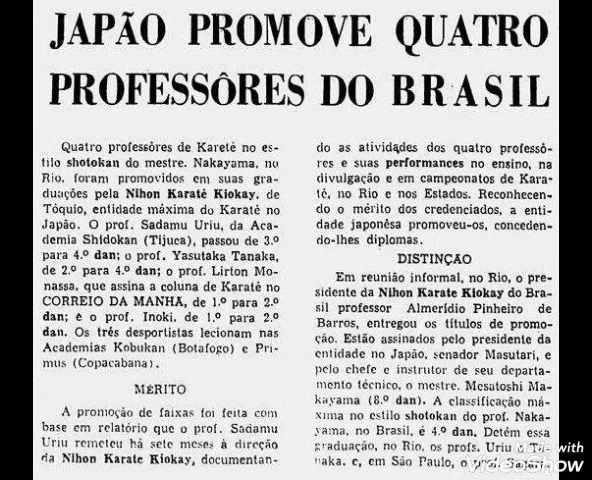 JAPÃO PROMOVE QUATRO
PROFESSÔRES DO BRASIL
Quatro professôres de Karetê no es-
tilo shotokan do mestre. Nakayama, no
Rio, foram promovidos em suas gra-
duações pela Nihon Karatê Kiokay, de
Tóquio, entidade máxima do Karatê no
Japão. O prof. Sadamu Uriu, da Aca-
demia Shidokan (Tijuca), passou de 3.º
para 4.º dan; o prof. Yasutaka Tanaka,
de 2.º para 4.º dan; o prof. Lirton Mo-
nassa, que assina a coluna de Karatê no
CORREIO DA MANHÃ, de 1.º para 2.º
dan; e o prof. Inoki, de 1.º para 2.º
dan. Os três desportistas lecionam nas
Academias Kobukan (Botafogo) e Pri-
mus (Copacabana).
MÉRITO
A promoção de faixas foi feita com
base em relatório que o prof. Sadamu
Uriu remeteu há sete meses à direção
da Nihon Karate Kiokay, documentan-
do as atividades dos quatro professô-
res e suas performances no ensino, na
divulgação e em campeonatos de Kara-
tê, no Rio e nos Estados. Reconhecen-
do o mérito dos credenciados, a enti-
dade japonêsa promoveu-os, conceden-
do-lhes diplomas.
DISTINÇÃO
Em reunião informal, no Rio, o pre-
sidente da Nihon Karate Kiokay do Bra-
sil professor Almerídio Pinheiro de
Barros, entregou os títulos de promo-
ção. Estão assinados pelo presidente da
entidade no Japão, senador Masutari, e
pelo chefe e instrutor de seu departa-
mento técnico, o mestre. Mesatoshi Ma-
kayama (8.º dan). A classificação má-
xima no estilo shotokan do prof. Naka-
yama, no Brasil, é 4.º dan. Detêm essa
graduação, no Rio, os profs. Uriu Ta-
naka. e, em São Paulo, o prof.
Made with
VideoShow